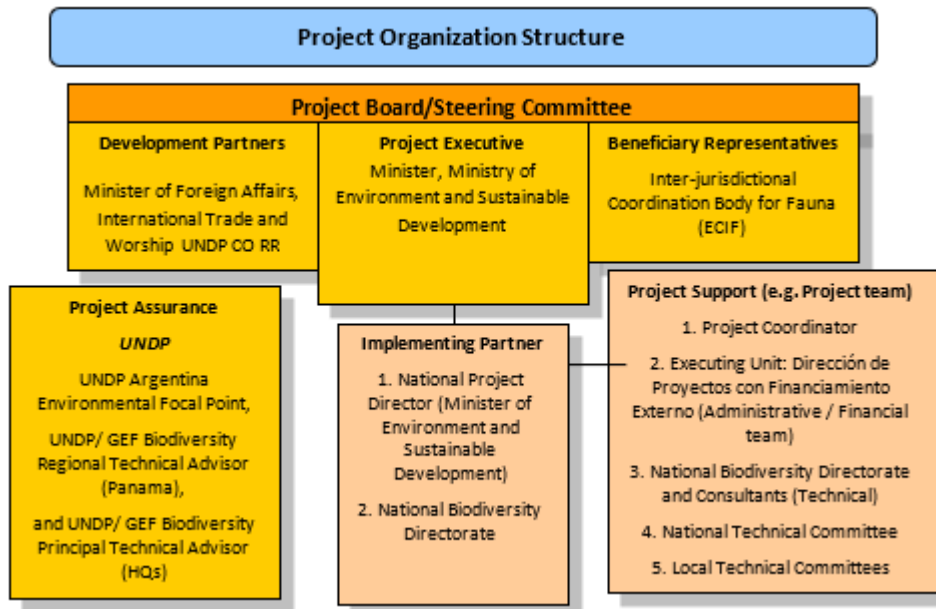 Project Organization Structure
Project Board/Steering Committee
Development Partners
Minister of Foreign Affairs,
International Trade and
Worship UNDP CO RR
Project Executive
Minister, Ministry of
Environment and Sustainable
Development
Beneficiary Representatives
Inter-jurisdictional
Coordination Body for Fauna
(ECIF)
Project Assurance
UNDP
UNDP Argentina
Environmental Focal Point,
UNDP/ GEF Biodiversity
Regional Technical Advisor
(Panama),
and UNDP/ GEF Biodiversity
Principal Technical Advisor
(HQs)
Implementing Partner
1. National Project
Director (Minister of
Environment and
Sustainable
Development)
2. National Biodiversity
Directorate
Project Support (e.g. Project team)
1. Project Coordinator
2. Executing Unit: Dirección de
Proyectos con Financiamiento
Externo (Administrative / Financial
team)
3. National Biodiversity Directorate
and Consultants (Technical)
4. National Technical Committee
5. Local Technical Committees